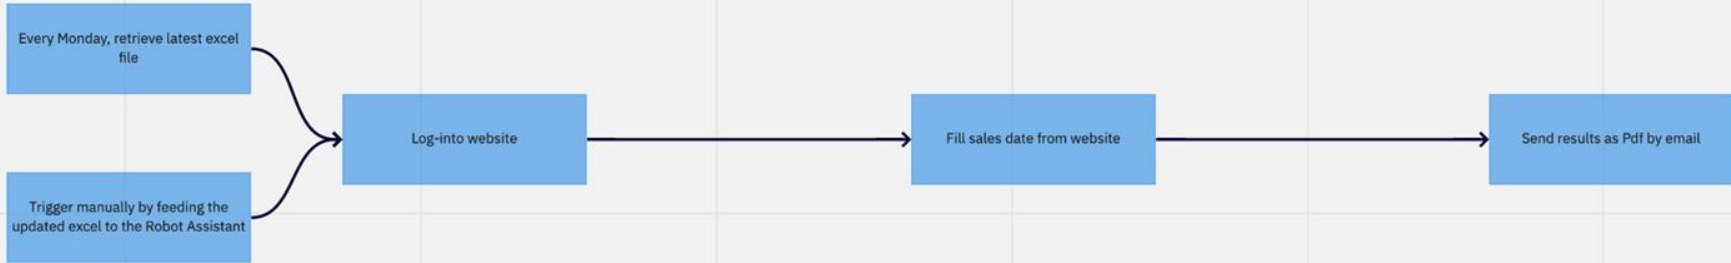 Every Monday, retrieve latest excel
file
Trigger manually by feeding the
updated excel to the Robot Assistant
Log-into website
Fill sales date from website
Send results as Pdf by email